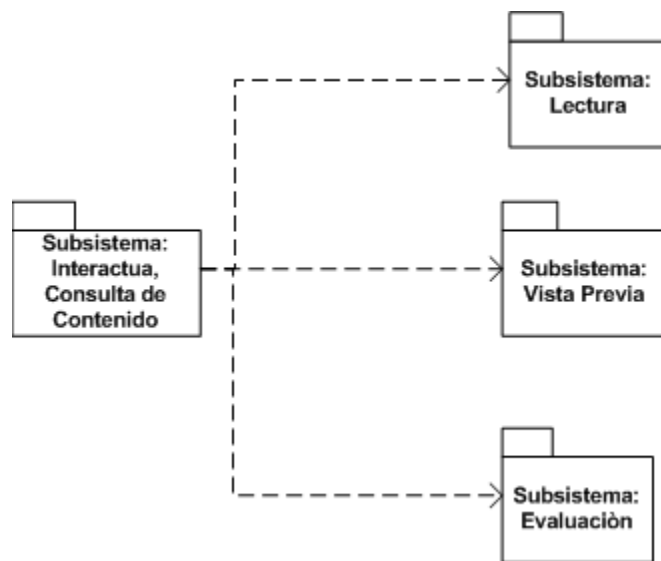 Subsistema:
Lectura
Subsistema:
Interactua,
Consulta de
Contenido
Subsistema:
Vista Previa
Subsistema:
Evaluaciòn